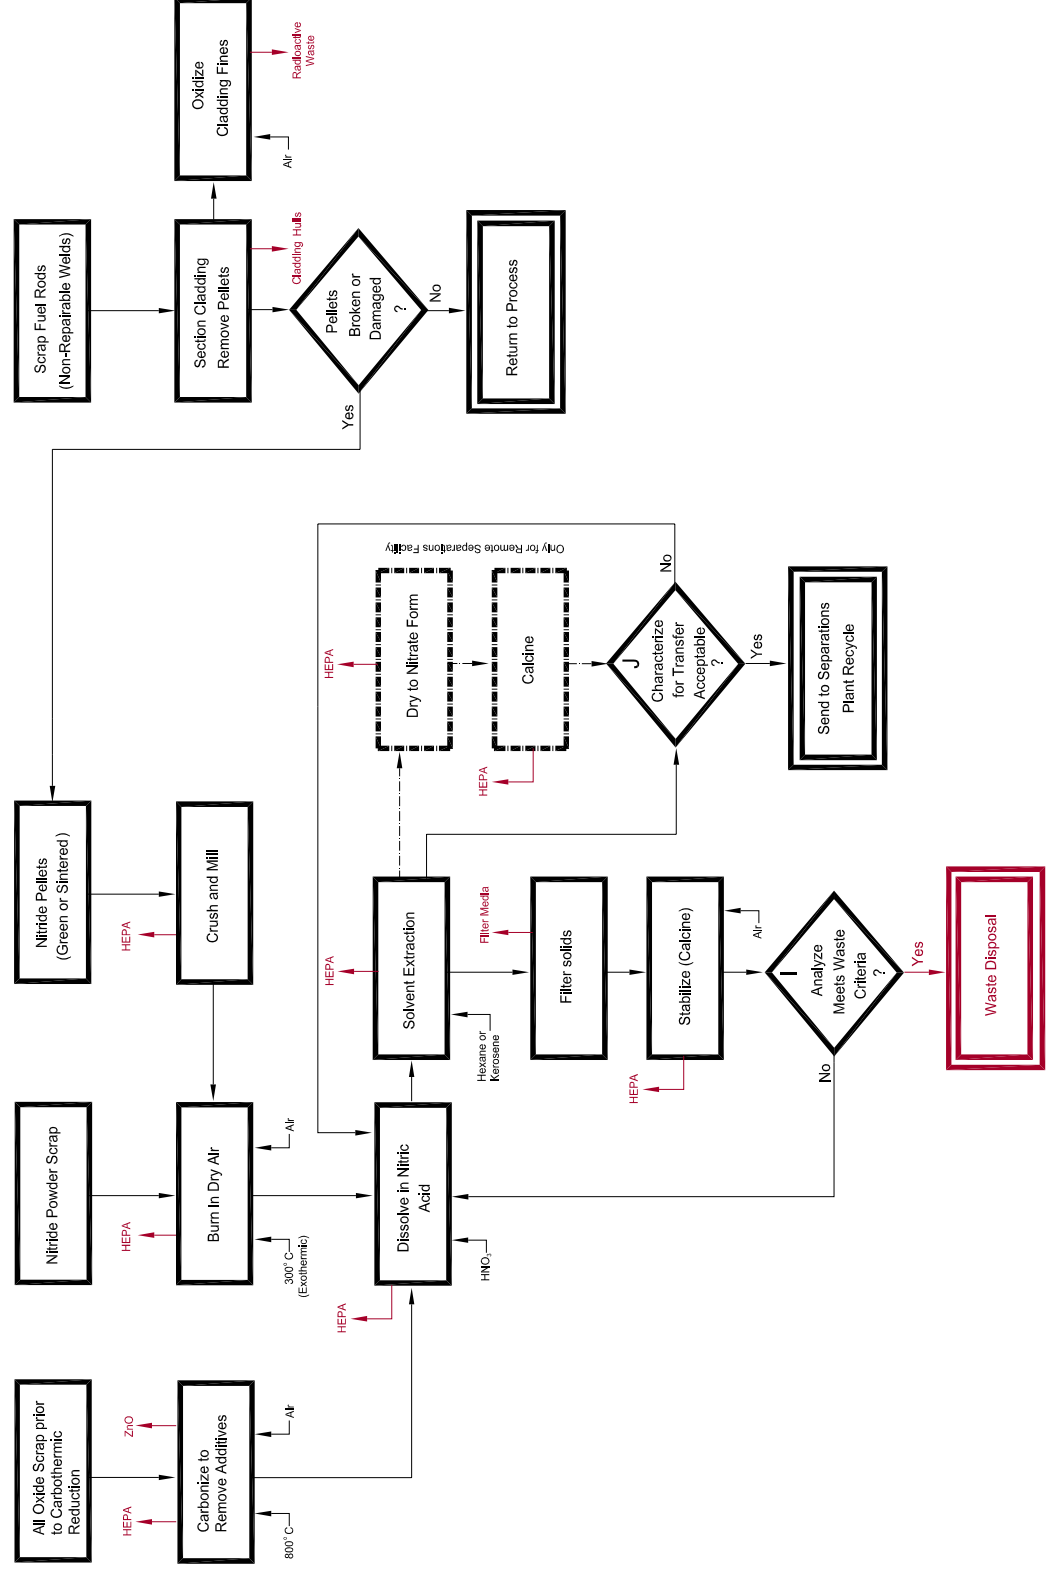 All Oxide Scrap prior
to Carbothermic
Reduction
HEPA
ZnO
Carbonize to
Remove Additives
800° C
Air
Nitride Powder Scrap
HEPA
Burn In Dry Air
300° C
(Exothermic)
Air
Nitride Pellets
(Green or Sintered)
HEPA
Crush and Mill
Scrap Fuel Rods
(Non-Repairable Welds)
Section Cladding
Remove Pellets
Cladding Hulls
Oxidize
Cladding Fines
Air
Radioactive
Waste
Pellets
Broken or
Damaged
?
Yes
No
Return to Process
HEPA
Dissolve in Nitric
Acid
HNO₃
HEPA
Solvent Extraction
Hexane or
Kerosene
HEPA
Dry to Nitrate Form
Only for Remote Separations Facility
HEPA
Calcine
Filter Media
Filter solids
HEPA
Stabilize (Calcine)
Air
J
Characterize
for Transfer
Acceptable
?
No
Yes
Send to Separations
Plant Recycle
I
Analyze
Meets Waste
Criteria
?
No
Yes
Waste Disposal